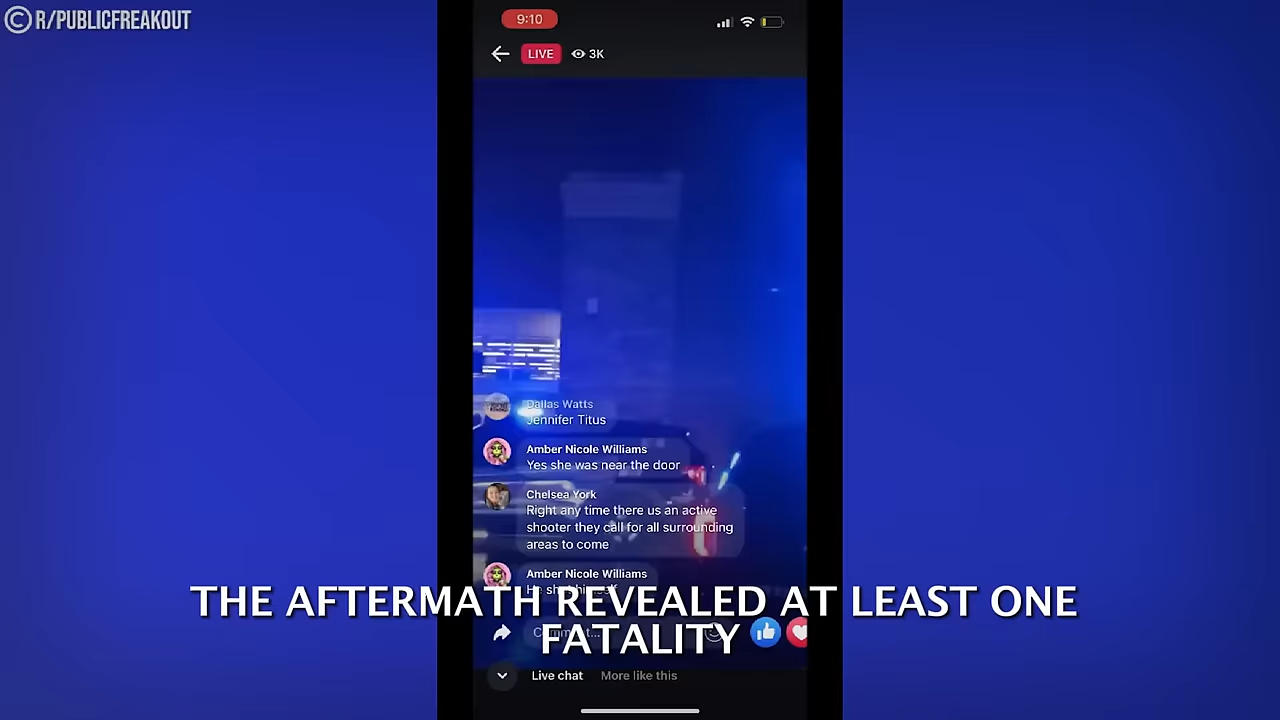 © R/PUBLICFREAKOUT
9:10
LIVE 3K
Dallas Watts
Jennifer Titus
Amber Nicole Williams
Yes she was near the door
Chelsea York
Right any time there us an active
shooter they call for all surrounding
areas to come
Amber Nicole Williams
He
THE AFTERMATH REVEALED AT LEAST ONE
FATALITY
Live chat More like this